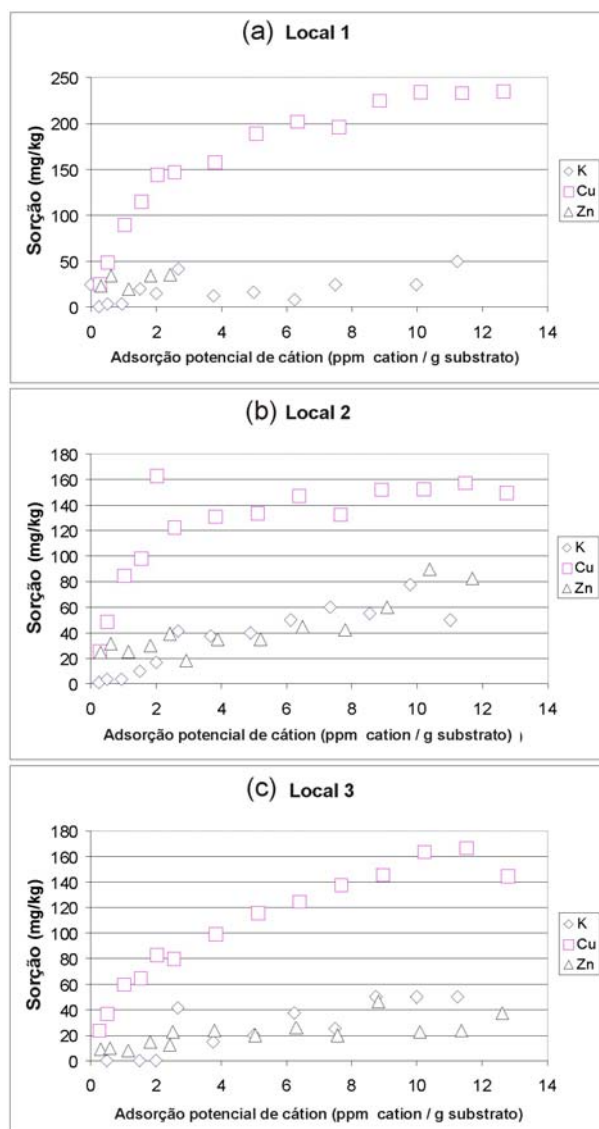 (a) Local 1
250
200
150
100
50
0
Sorção (mg/kg)
0 2 4 6 8 10 12 14
Adsorção potencial de cátion (ppm cation / g substrato)
K
Cu
Zn
(b) Local 2
180
160
140
120
100
80
60
40
20
0
Sorção (mg/kg)
0 2 4 6 8 10 12 14
Adsorção potencial de cátion (ppm cation / g substrato) )
K
Cu
Zn
(c) Local 3
180
160
140
120
100
80
60
40
20
0
Sorção (mg/kg)
0 2 4 6 8 10 12 14
Adsorção potencial de cátion (ppm cation / g substrato)
K
Cu
Zn